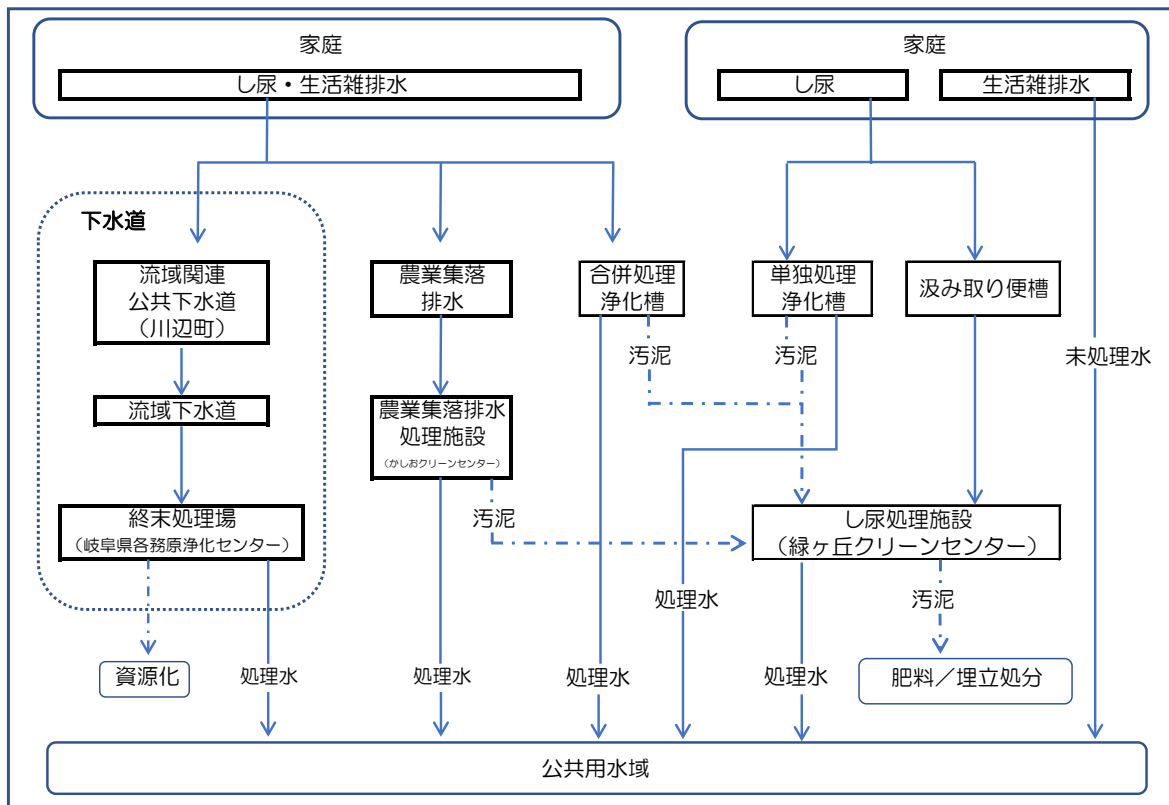 家庭
し尿・生活雑排水
家庭
し尿
生活雑排水
下水道
流域関連
公共下水道
（川辺町）
農業集落
排水
合併処理
浄化槽
単独処理
浄化槽
汲み取り便槽
汚泥
汚泥
未処理水
流域下水道
農業集落排水
処理施設
（かしおクリーンセンター）
終末処理場
（岐阜県各務原浄化センター）
汚泥
し尿処理施設
（緑ヶ丘クリーンセンター）
処理水
汚泥
資源化
処理水
処理水
処理水
処理水
肥料／埋立処分
公共用水域